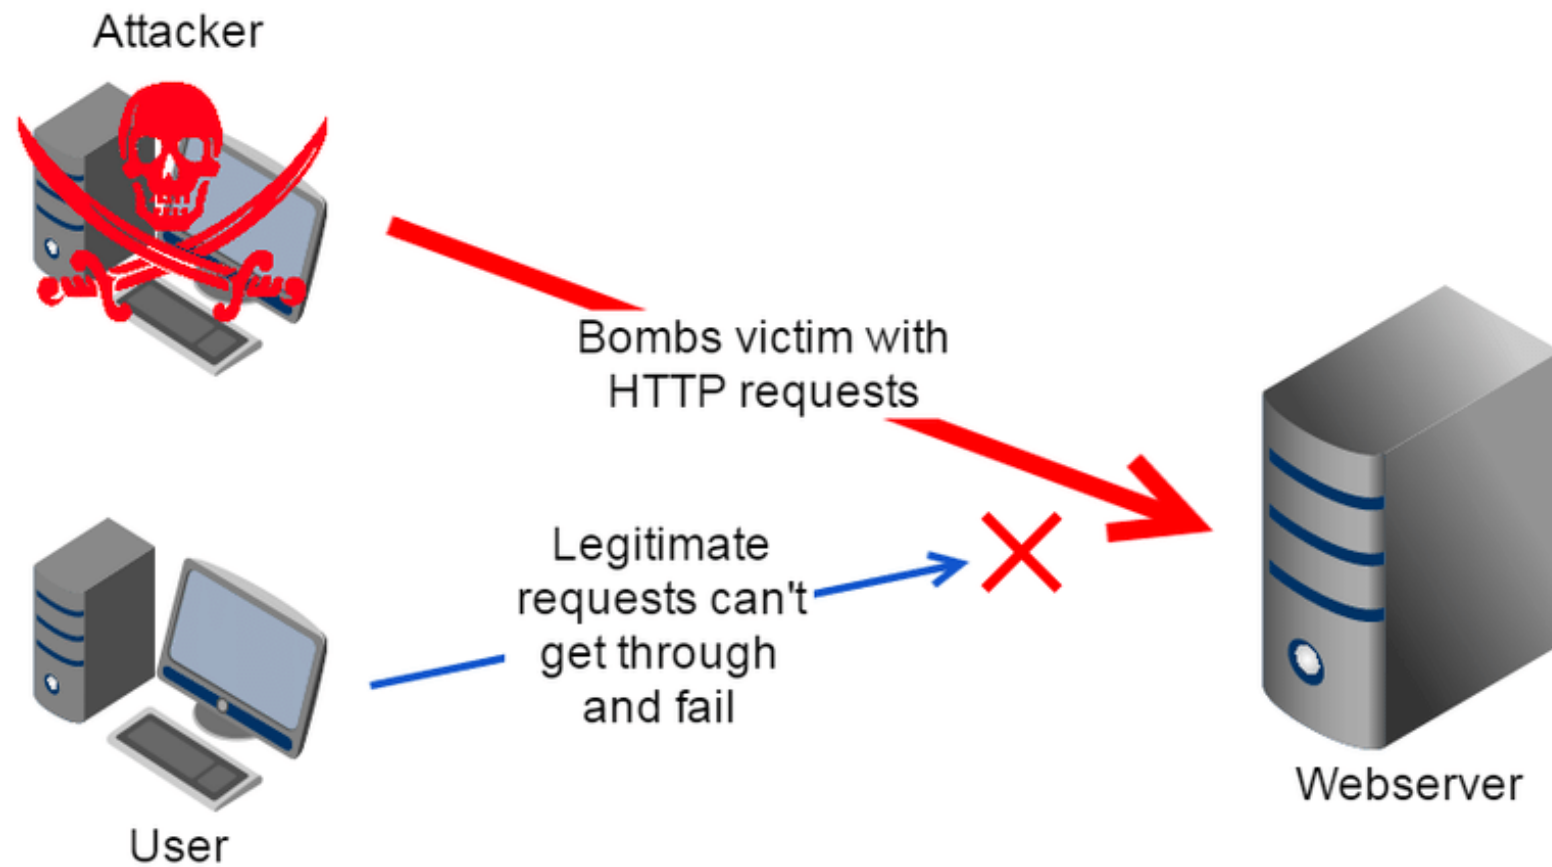 Attacker
Bombs victim with
HTTP requests
Legitimate
requests can't
get through
and fail
Webserver
User